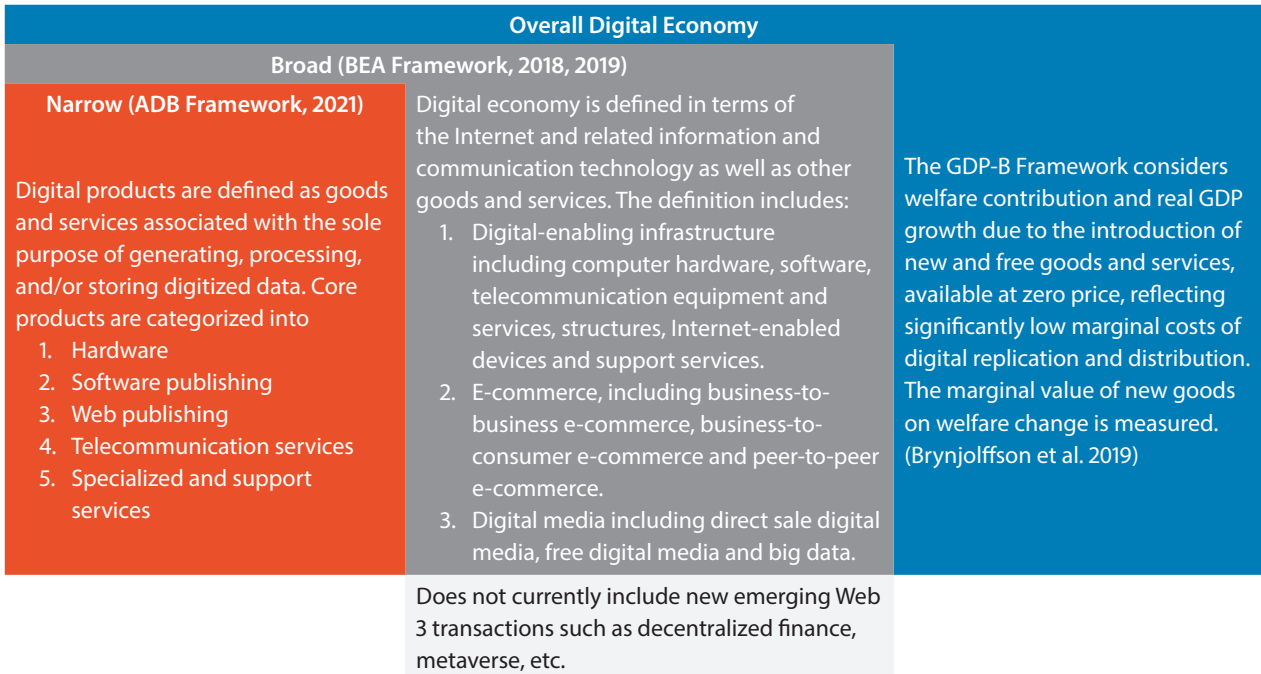 Overall Digital Economy
Broad (BEA Framework, 2018, 2019)
Narrow (ADB Framework, 2021)
Digital products are defined as goods
and services associated with the sole
purpose of generating, processing,
and/or storing digitized data. Core
products are categorized into
1. Hardware
2. Software publishing
3. Web publishing
4. Telecommunication services
5. Specialized and support
services
Digital economy is defined in terms of
the Internet and related information and
communication technology as well as other
goods and services. The definition includes:
1. Digital-enabling infrastructure
including computer hardware, software,
telecommunication equipment and
services, structures, Internet-enabled
devices and support services.
2. E-commerce, including business-to-
business e-commerce, business-to-
consumer e-commerce and peer-to-peer
e-commerce.
3. Digital media including direct sale digital
media, free digital media and big data.
Does not currently include new emerging Web
3 transactions such as decentralized finance,
metaverse, etc.
The GDP-B Framework considers
welfare contribution and real GDP
growth due to the introduction of
new and free goods and services,
available at zero price, reflecting
significantly low marginal costs of
digital replication and distribution.
The marginal value of new goods
on welfare change is measured.
(Brynjolffson et al. 2019)